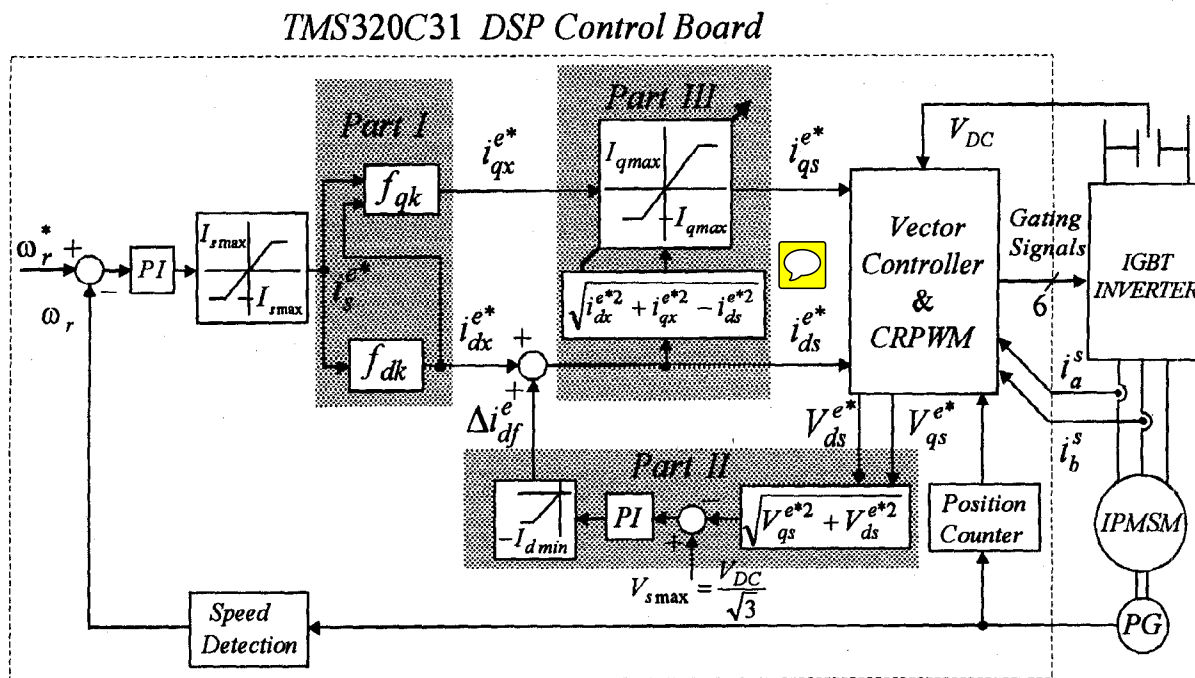 TMS320C31 DSP Control Board
Part I
Part III
V_DC
i_qx^e*
I_qmax
-I_qmax
i_qs^e*
f_qk
Vector
Controller
&
CRPWM
Gating
Signals
6
IGBT
INVERTER
ω_r^*
+
-
PI
I_smax
-I_smax
i_s^e*
ω_r
√(i_dx^e*2 + i_qx^e*2 - i_ds^e*2)
i_dx^e*
i_ds^e*
f_dk
+
+
i_a^s
Δi_df^e
V_ds^e*
V_qs^e*
i_b^s
Part II
-I_dmin
PI
-
+
√(V_qs^e*2 + V_ds^e*2)
Position
Counter
IPMSM
V_smax = V_DC/√3
Speed
Detection
PG